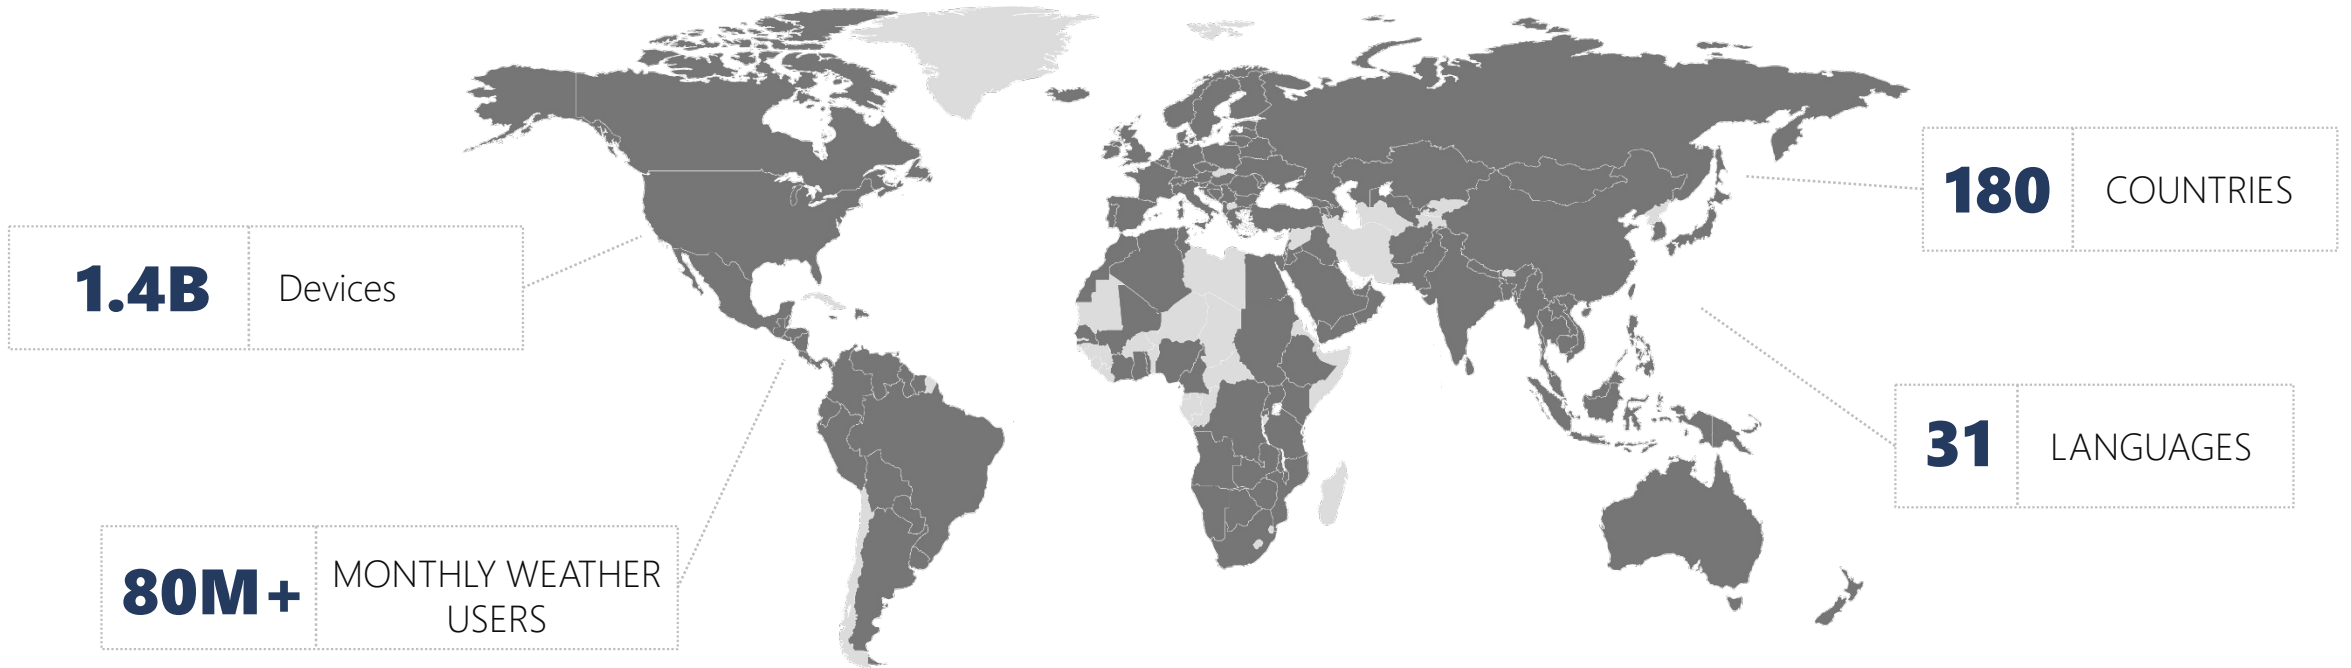 180 COUNTRIES
1.4B Devices
31 LANGUAGES
80M+ MONTHLY WEATHER
USERS